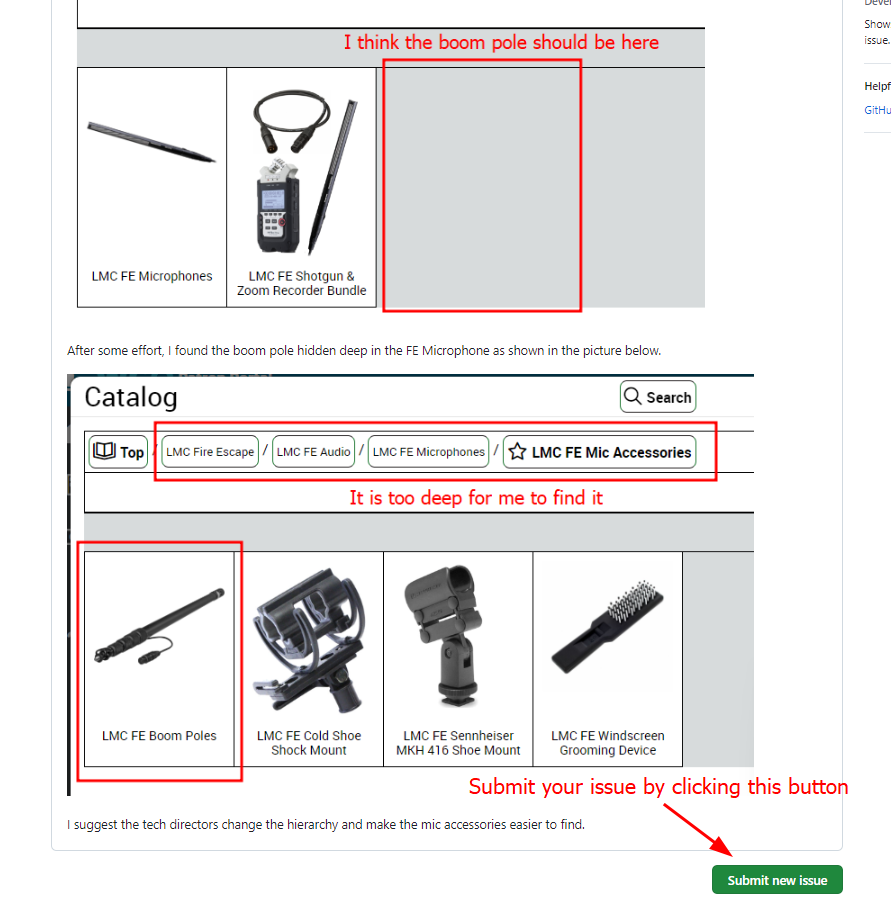 Show
issue.
Helpf
GitHu
I think the boom pole should be here
LMC FE Microphones
LMC FE Shotgun &
Zoom Recorder Bundle
After some effort, I found the boom pole hidden deep in the FE Microphone as shown in the picture below.
Catalog
Search
Top / LMC Fire Escape / LMC FE Audio / LMC FE Microphones / LMC FE Mic Accessories
It is too deep for me to find it
LMC FE Boom Poles
LMC FE Cold Shoe
Shock Mount
LMC FE Sennheiser
MKH 416 Shoe Mount
LMC FE Windscreen
Grooming Device
Submit your issue by clicking this button
I suggest the tech directors change the hierarchy and make the mic accessories easier to find.
Submit new issue